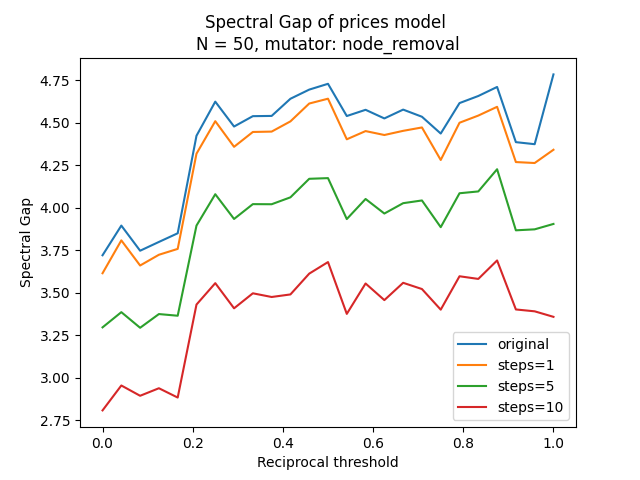 Spectral Gap of prices model
N = 50, mutator: node_removal
4.75
4.50
4.25
4.00
3.75
3.50
3.25
3.00
2.75
Spectral Gap
original
steps=1
steps=5
steps=10
0.0 0.2 0.4 0.6 0.8 1.0
Reciprocal threshold